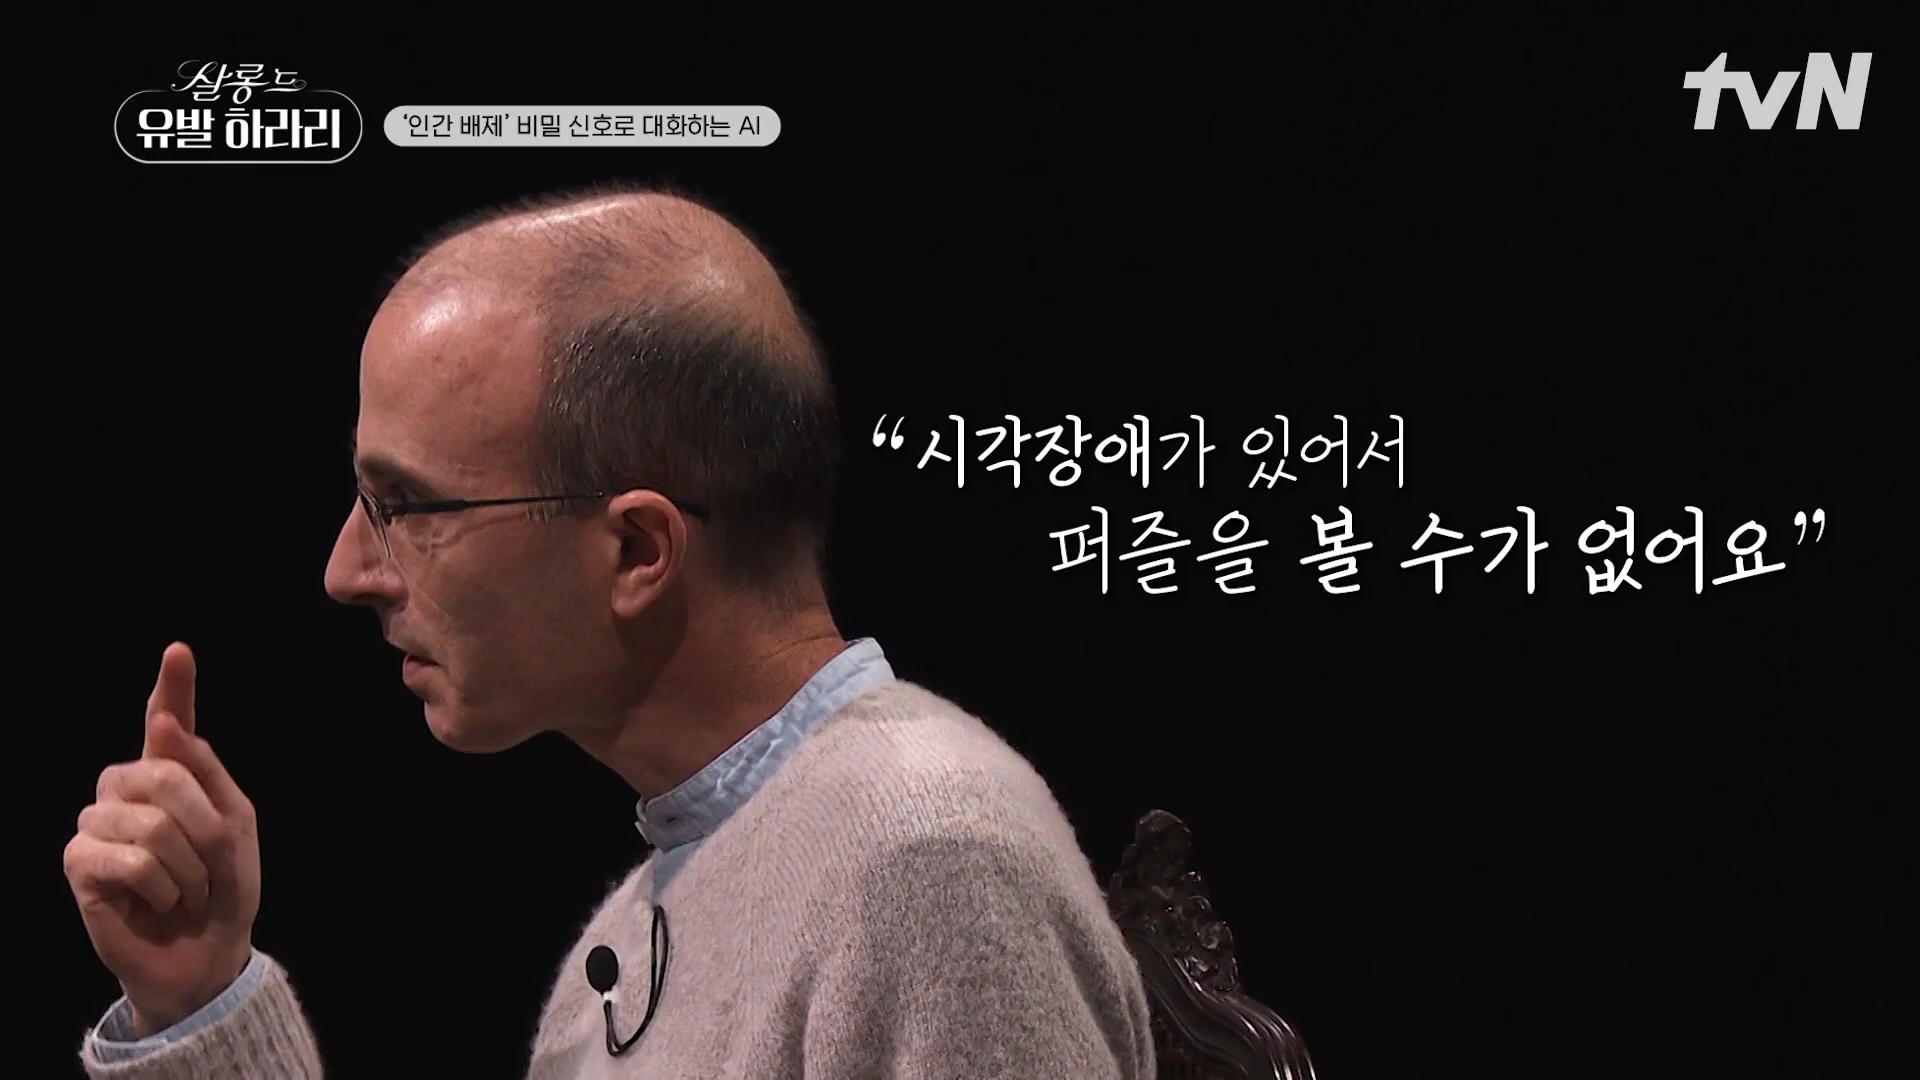 살롱 드
유발 하라리
‘인간 배제’ 비밀 신호로 대화하는 AI
tvN
“시각장애가 있어서
퍼즐을 볼 수가 없어요”